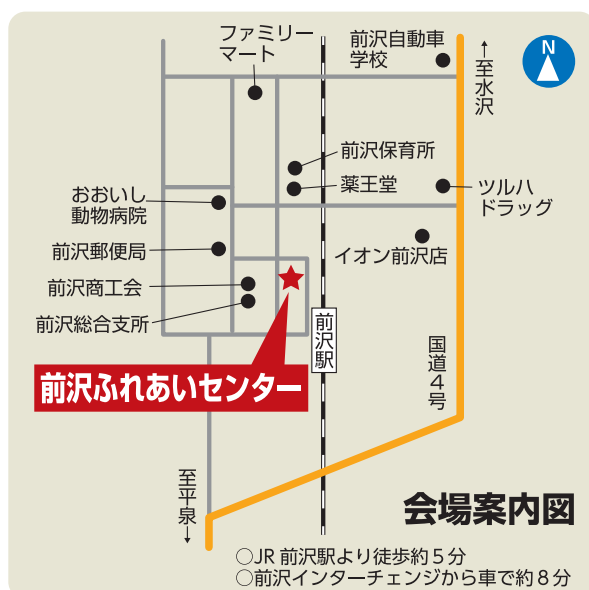 ファミリー
マート
前沢自動車
学校
N
至水沢
前沢保育所
薬王堂
ツルハ
ドラッグ
おおいし
動物病院
前沢郵便局
イオン前沢店
前沢商工会
前沢総合支所
前沢駅
国道4号
前沢ふれあいセンター
至平泉
会場案内図
○JR前沢駅より徒歩約5分
○前沢インターチェンジから車で約8分